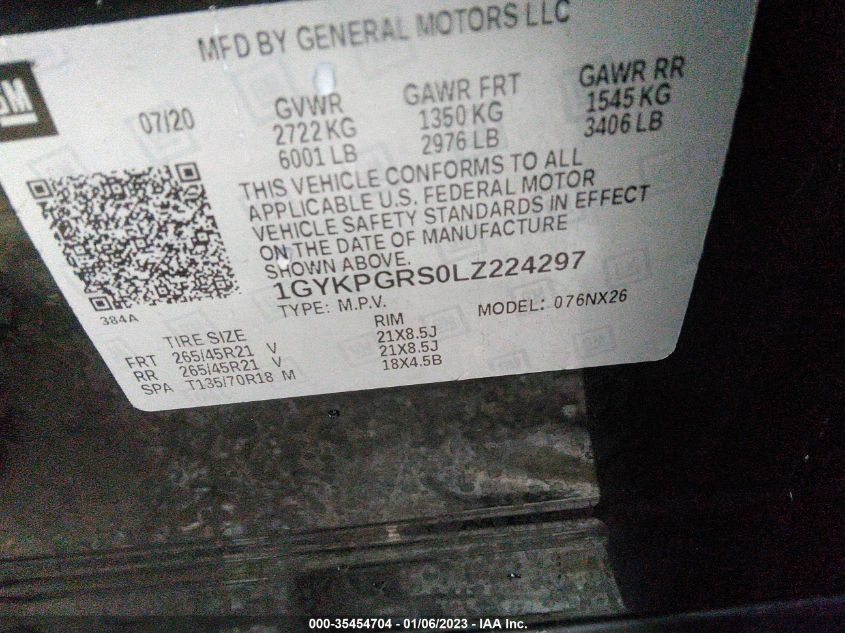 MFD BY GENERAL MOTORS LLC
GM
07/20
GVWR
2722 KG
6001 LB
GAWR FRT
1350 KG
2976 LB
GAWR RR
1545 KG
3406 LB
THIS VEHICLE CONFORMS TO ALL
APPLICABLE U.S. FEDERAL MOTOR
VEHICLE SAFETY STANDARDS IN EFFECT
ON THE DATE OF MANUFACTURE
SHOWN ABOVE.
1GYKPGRS0LZ224297
TYPE: M.P.V.
MODEL: 076NX26
384A
TIRE SIZE RIM
FRT 265/45R21 V 21X8.5J
RR 265/45R21 V 21X8.5J
SPA T135/70R18 M 18X4.5B
000-35454704 - 01/06/2023 - IAA Inc.